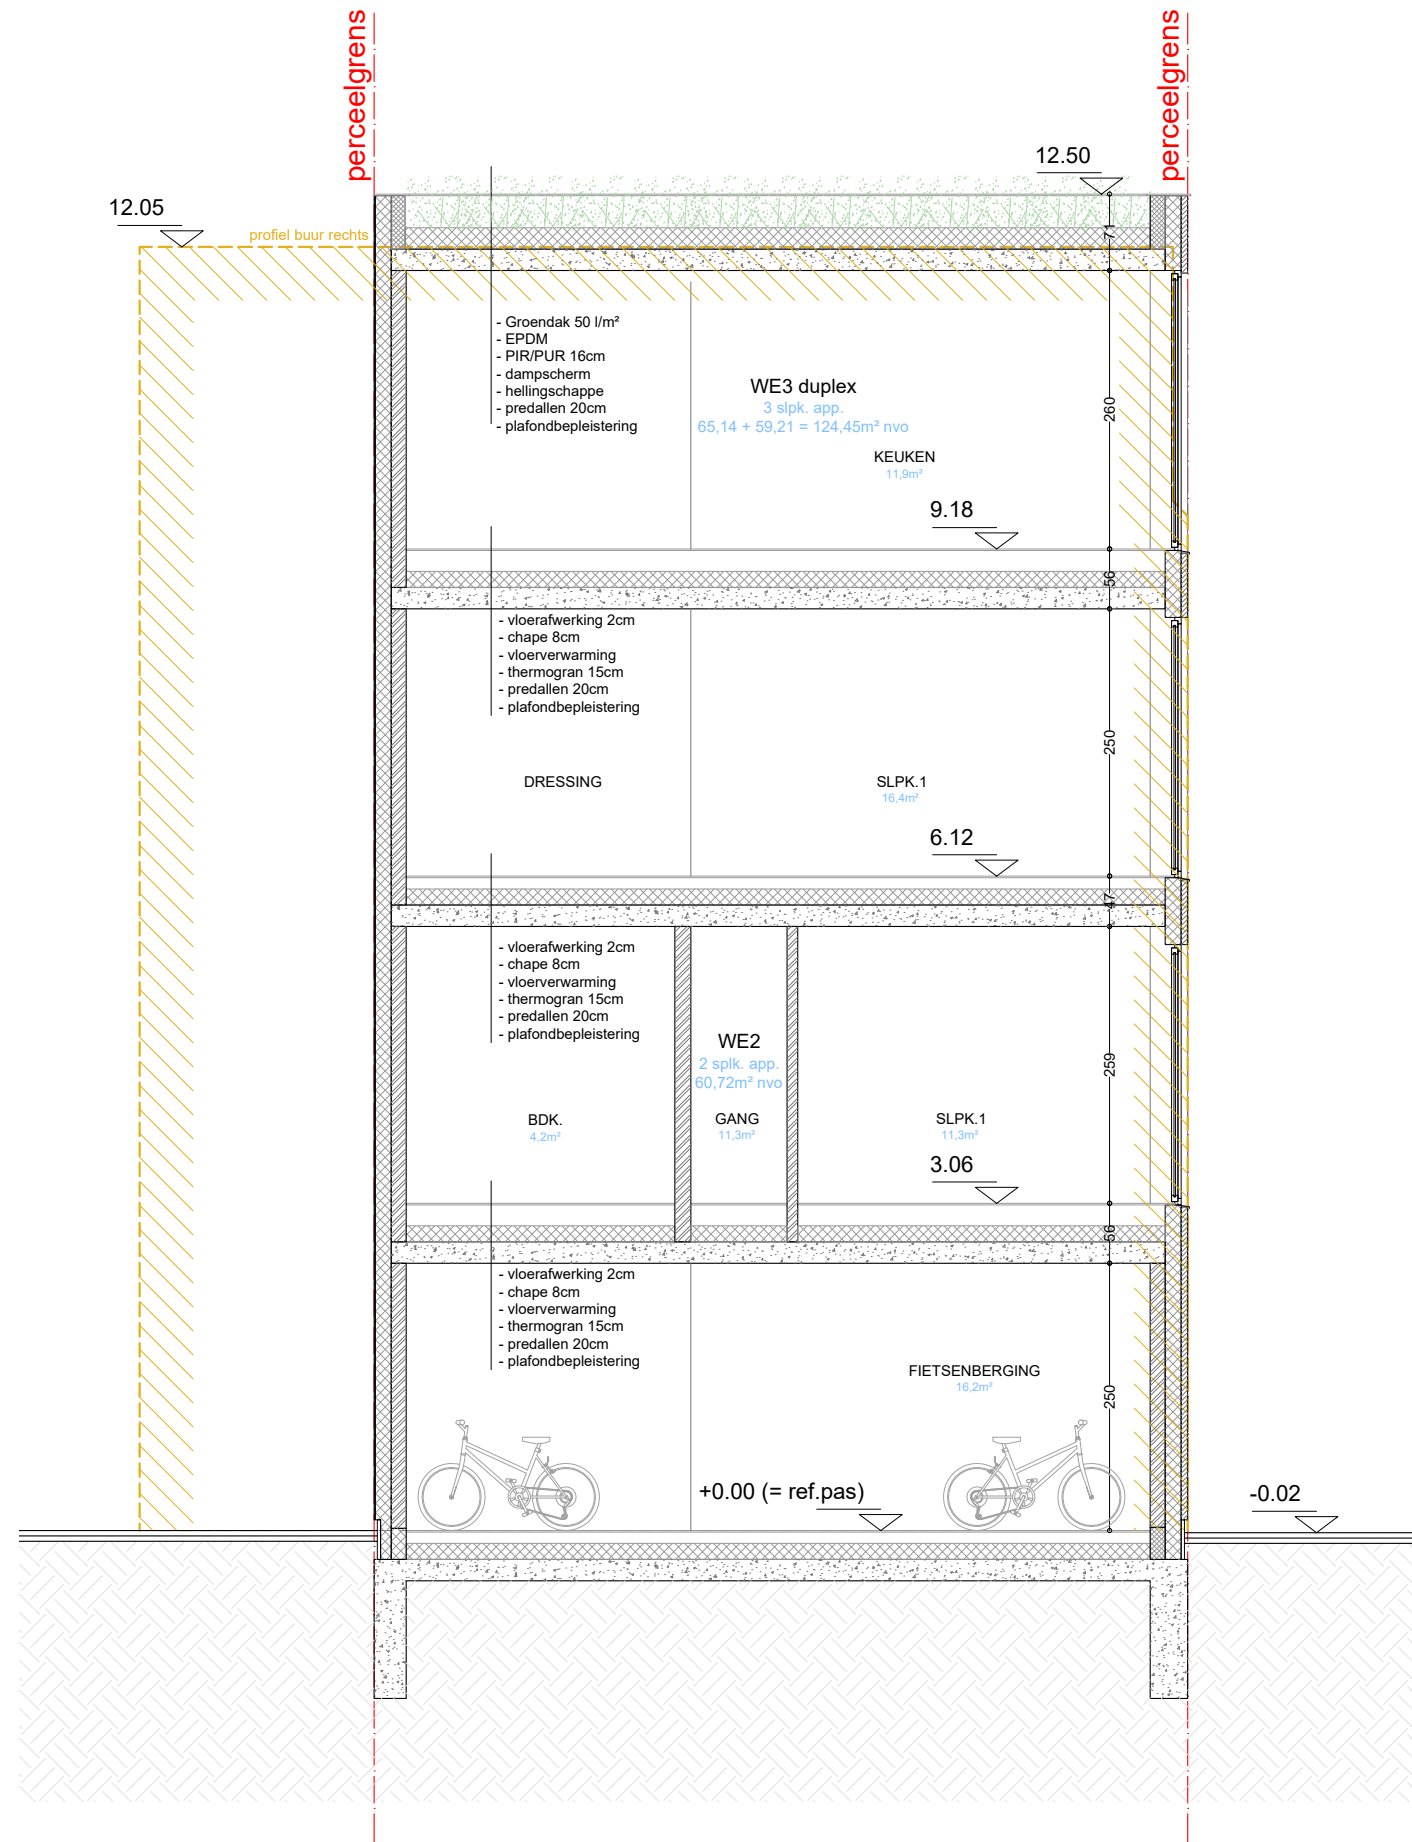 perceelgrens
perceelgrens
12.50
12.05
profiel buur rechts
71
- Groendak 50 l/m²
- EPDM
- PIR/PUR 16cm
- dampscherm
- hellingschappe
- predallen 20cm
- plafondbepleistering
WE3 duplex
3 slpk. app.
65,14 + 59,21 = 124,45m² nvo
260
KEUKEN
11,9m²
9.18
56
- vloerafwerking 2cm
- chape 8cm
- vloerverwarming
- thermogran 15cm
- predallen 20cm
- plafondbepleistering
250
DRESSING
SLPK.1
16,4m²
6.12
47
- vloerafwerking 2cm
- chape 8cm
- vloerverwarming
- thermogran 15cm
- predallen 20cm
- plafondbepleistering
WE2
2 splk. app.
60,72m² nvo
259
BDK.
4,2m²
GANG
11,3m²
SLPK.1
11,3m²
3.06
56
- vloerafwerking 2cm
- chape 8cm
- vloerverwarming
- thermogran 15cm
- predallen 20cm
- plafondbepleistering
FIETSENBERGING
16,2m²
250
+0.00 (= ref.pas)
-0.02